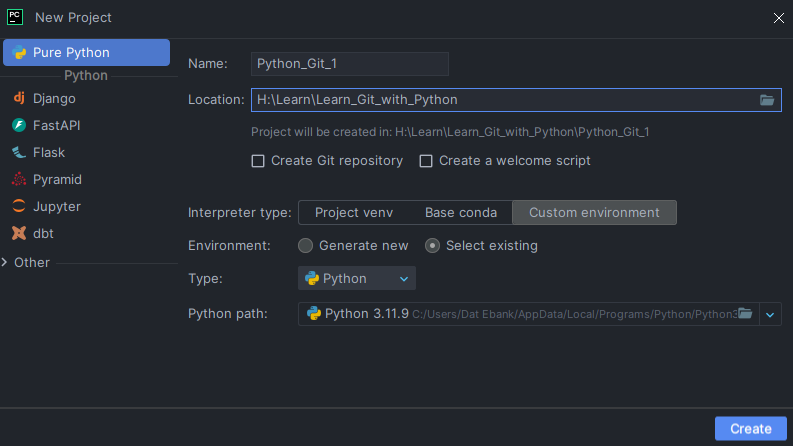 PC
New Project
Pure Python
Python
Django
FastAPI
Flask
Pyramid
Jupyter
dbt
Other
Name: Python_Git_1
Location: H:\Learn\Learn_Git_with_Python
Project will be created in: H:\Learn\Learn_Git_with_Python\Python_Git_1
Create Git repository Create a welcome script
Interpreter type: Project venv Base conda Custom environment
Environment: Generate new Select existing
Type: Python
Python path: Python 3.11.9 C:/Users/Dat Ebank/AppData/Local/Programs/Python/Python3
Create